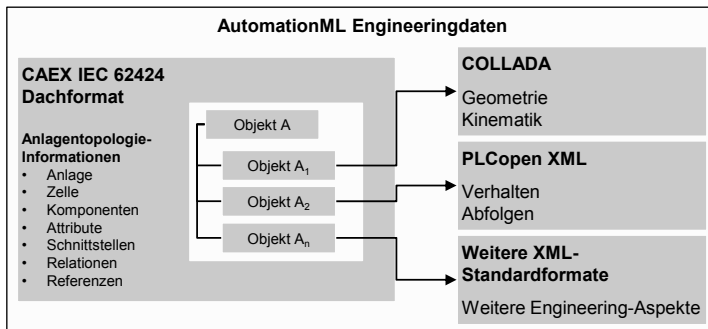 AutomationML Engineeringdaten
CAEX IEC 62424
Dachformat
Anlagentopologie-
Informationen
• Anlage
• Zelle
• Komponenten
• Attribute
• Schnittstellen
• Relationen
• Referenzen
Objekt A
Objekt A₁
Objekt A₂
Objekt Aₙ
COLLADA
Geometrie
Kinematik
PLCopen XML
Verhalten
Abfolgen
Weitere XML-
Standardformate
Weitere Engineering-Aspekte